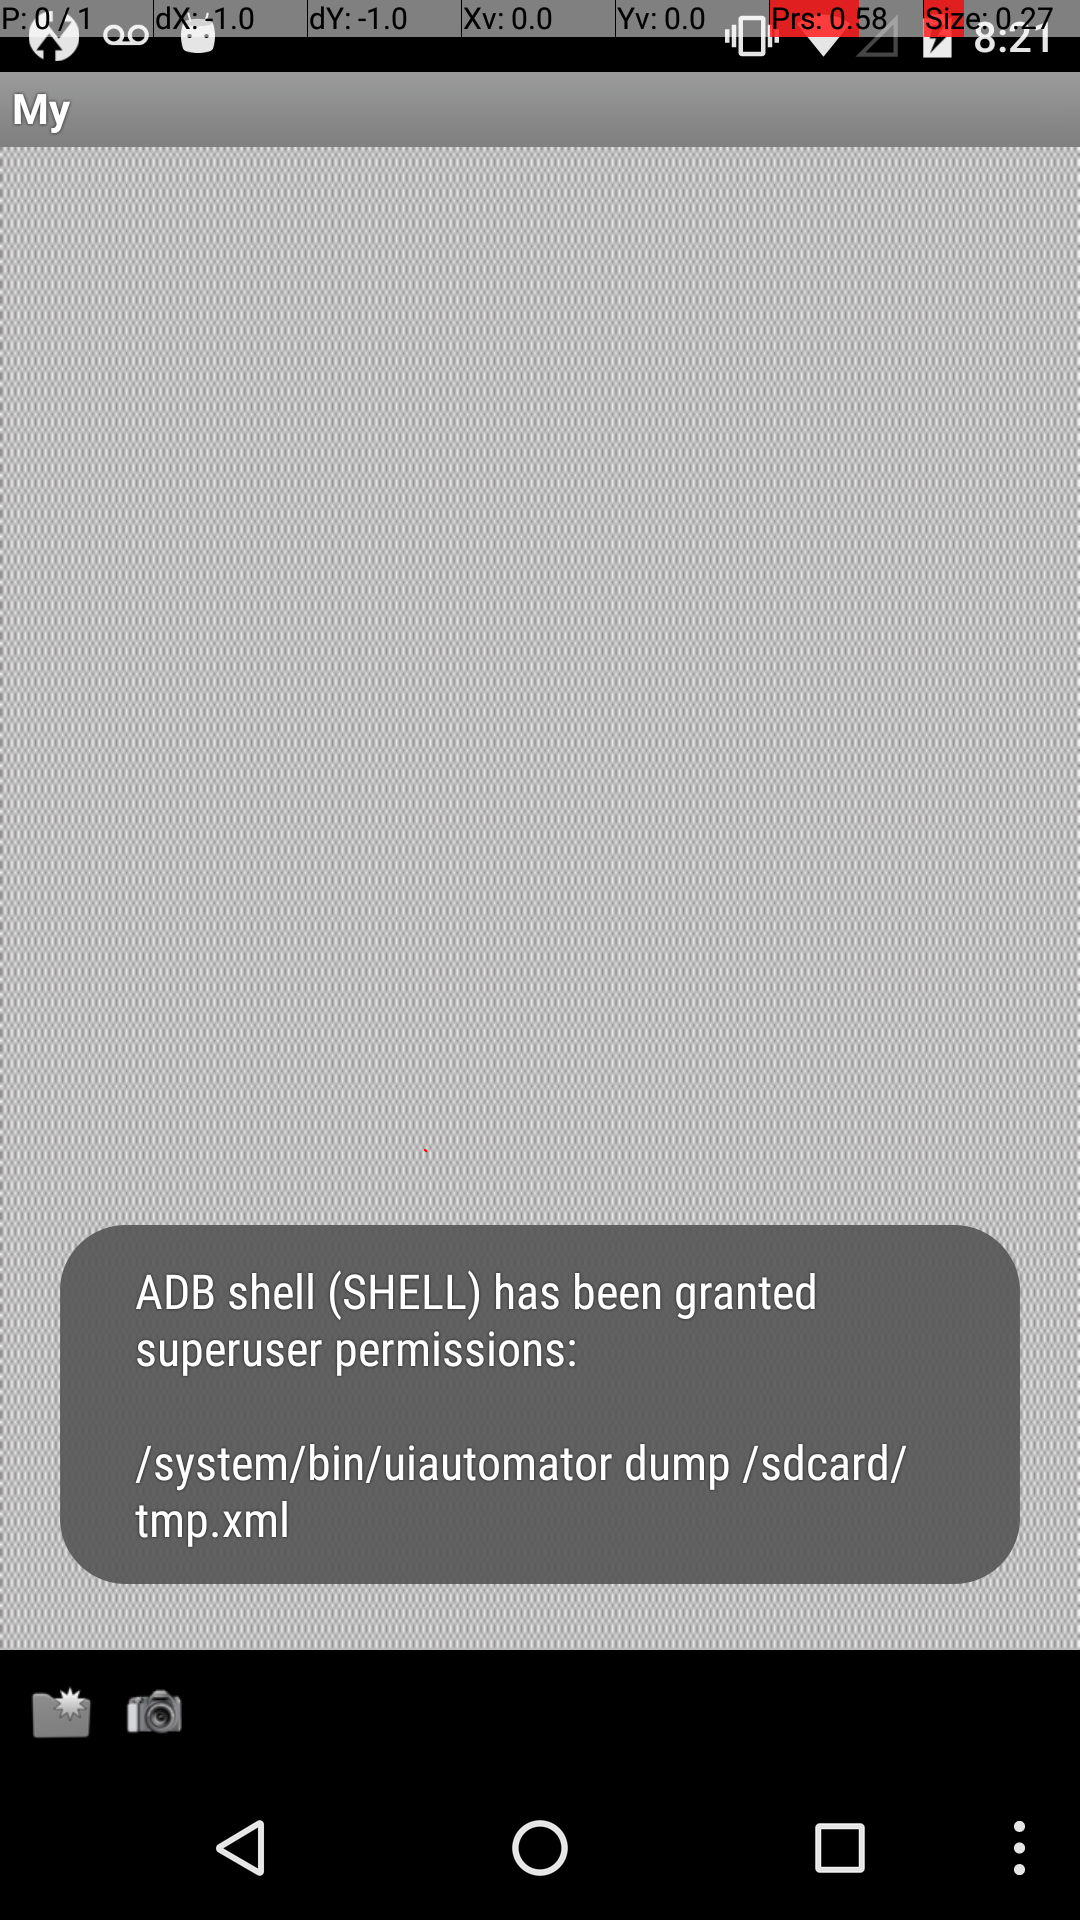 P: 0 / 1 dX: -1.0 dY: -1.0 Xv: 0.0 Yv: 0.0 Prs: 0.58 Size: 0.27
8:21
My
ADB shell (SHELL) has been granted
superuser permissions:
/system/bin/uiautomator dump /sdcard/
tmp.xml